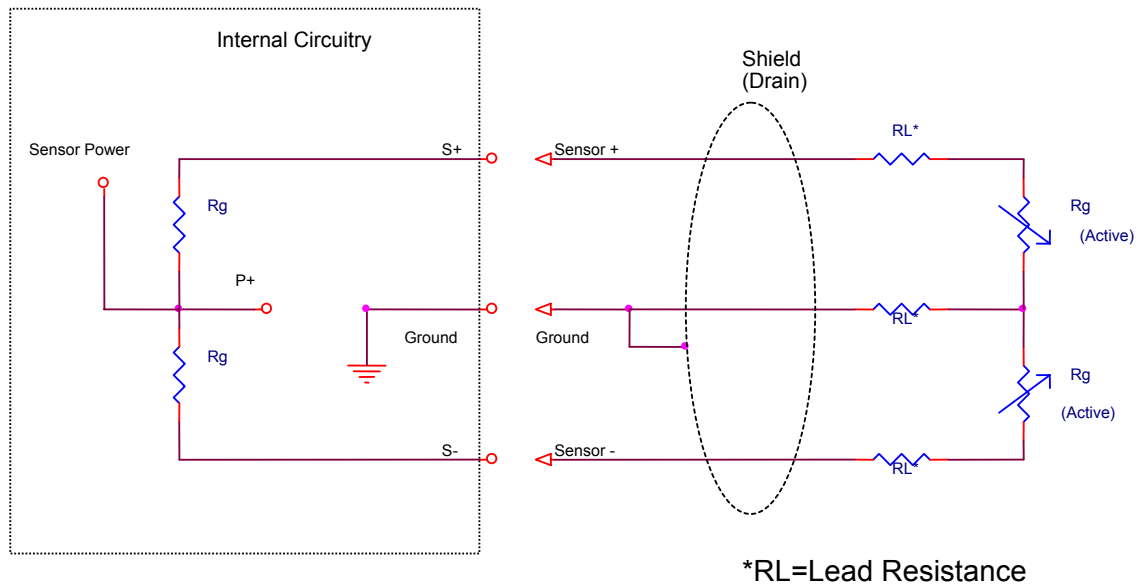 Internal Circuitry
Shield
(Drain)
RL*
Sensor Power
S+
Sensor +
Rg
Rg
(Active)
P+
Ground
Ground
RL*
Rg
Rg
(Active)
S-
Sensor -
RL*
*RL=Lead Resistance